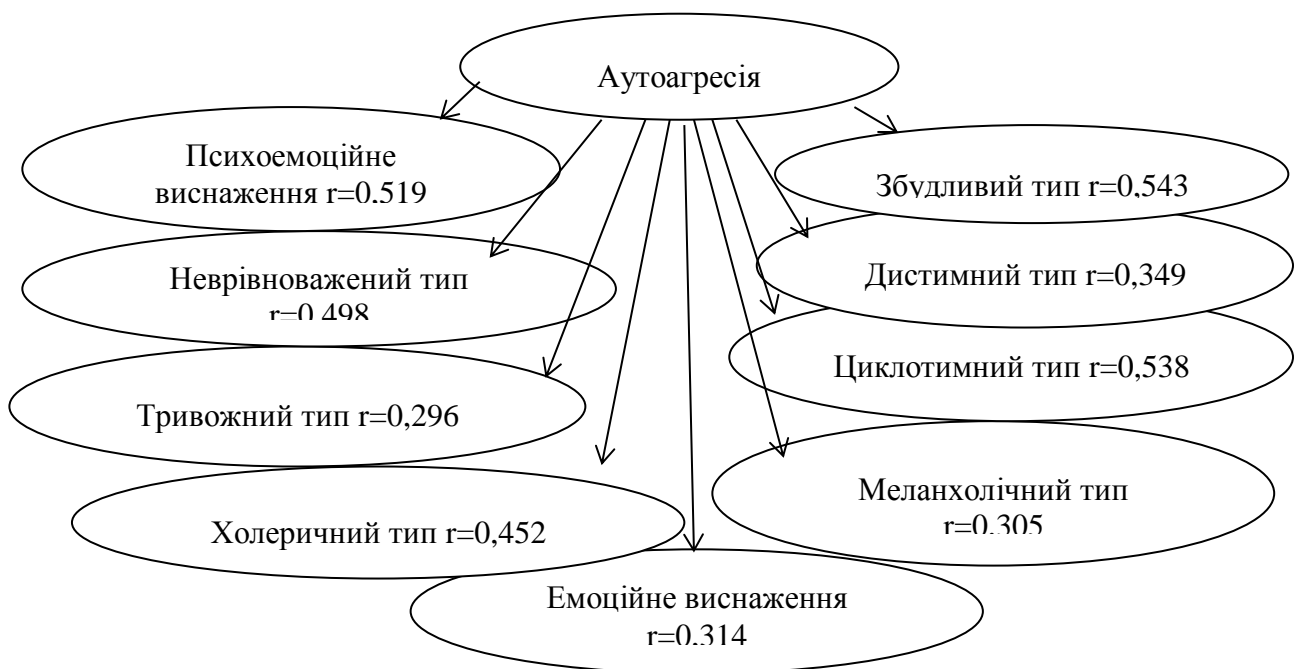 Аутоагресія
Психоемоційне
виснаження r=0,519
Збудливий тип r=0,543
Неврівноважений тип
r=0,498
Дистимний тип r=0,349
Тривожний тип r=0,296
Циклотимний тип r=0,538
Холеричний тип r=0,452
Меланхолічний тип
r=0,305
Емоційне виснаження
r=0,314